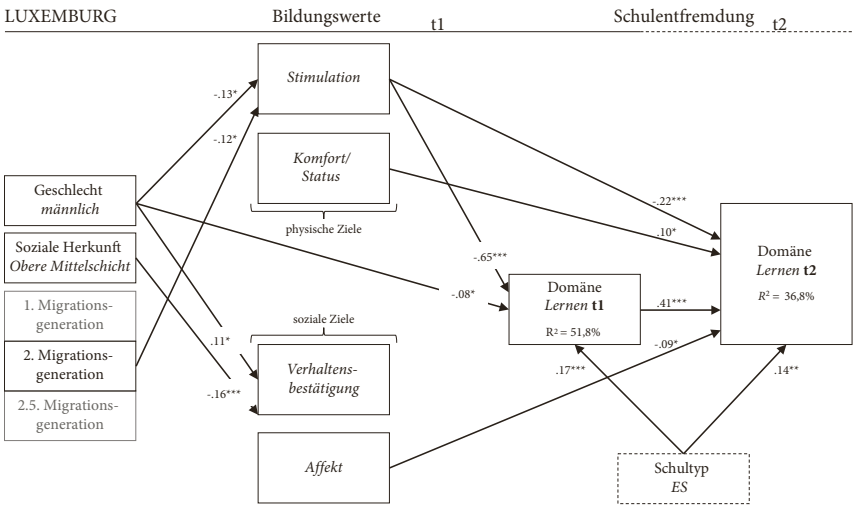 LUXEMBURG
Bildungswerte
t1
Schulentfremdung
t2
Stimulation
-.13*
-.12*
Komfort/
Status
physische Ziele
Geschlecht
männlich
Soziale Herkunft
Obere Mittelschicht
1. Migrations-
generation
2. Migrations-
generation
2.5. Migrations-
generation
-.22***
.10*
-.65***
-.08*
Domäne
Lernen t1
R² = 51,8%
.41***
Domäne
Lernen t2
R² = 36,8%
soziale Ziele
.11*
-.16***
Verhaltens-
bestätigung
-.09*
.17***
.14**
Affekt
Schultyp
ES